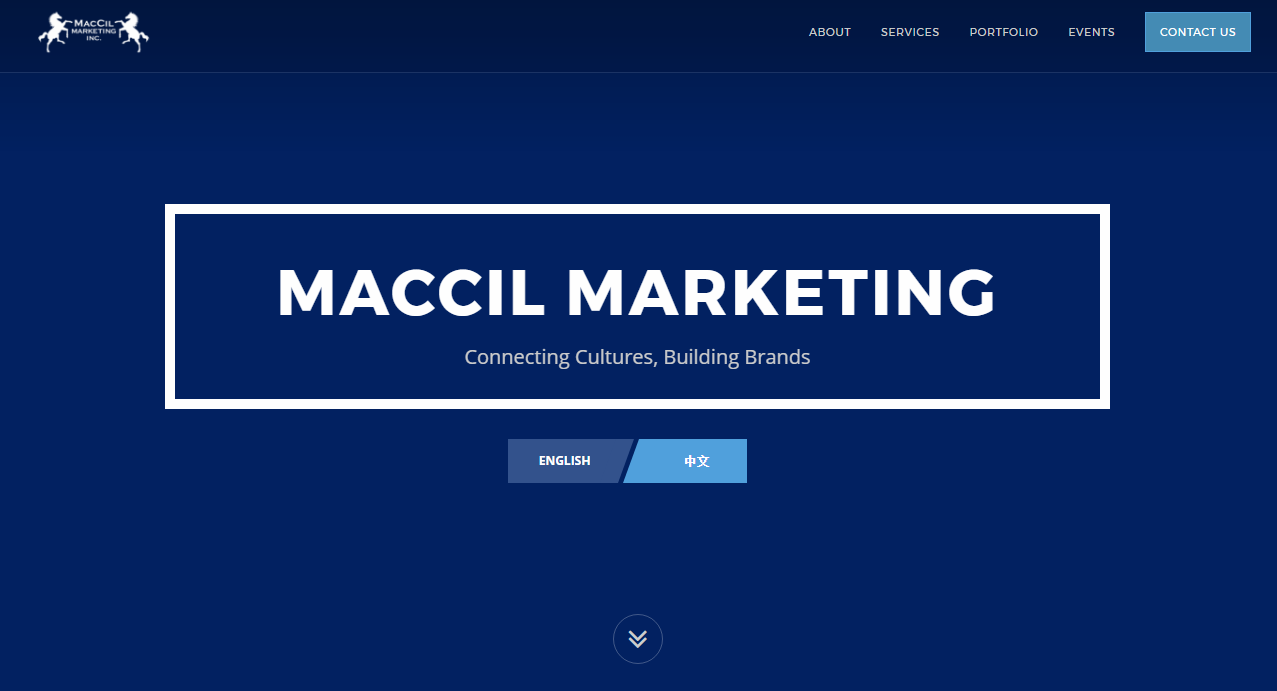 MACCIL
MARKETING
INC.
ABOUT
SERVICES
PORTFOLIO
EVENTS
CONTACT US
MACCIL MARKETING
Connecting Cultures, Building Brands
ENGLISH
中文